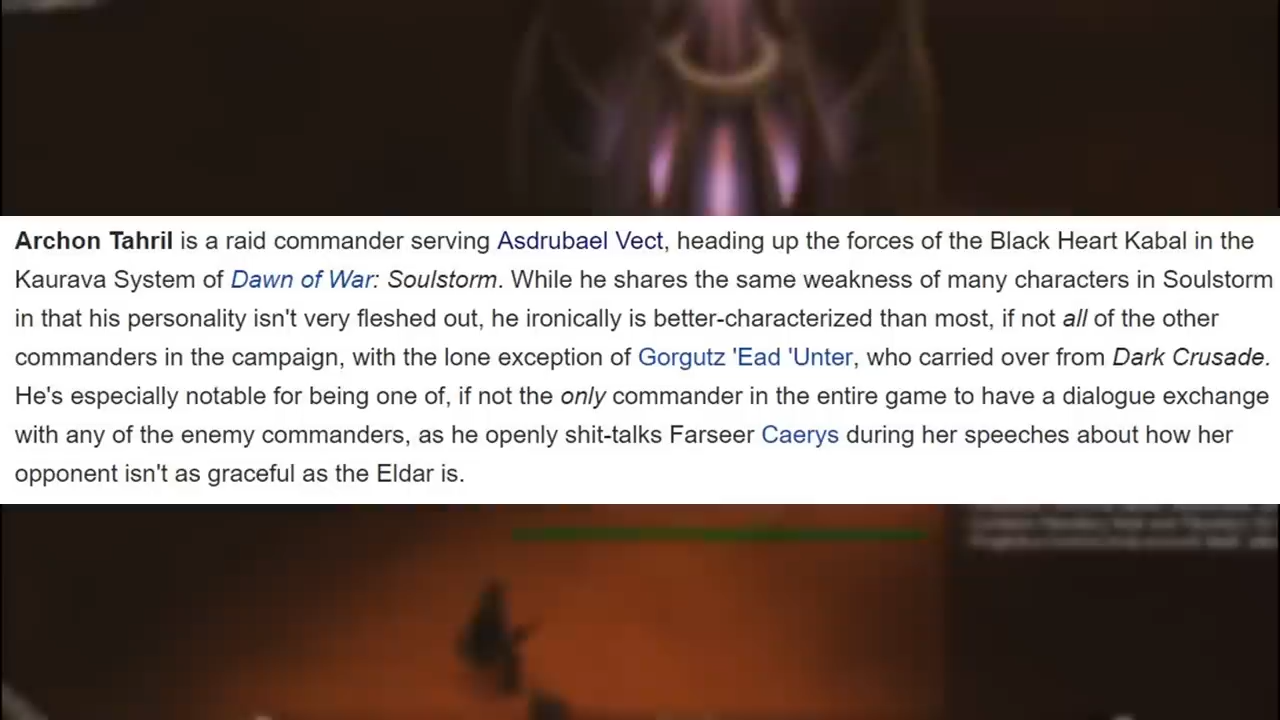 Archon Tahril is a raid commander serving Asdrubael Vect, heading up the forces of the Black Heart Kabal in the
Kaurava System of Dawn of War: Soulstorm. While he shares the same weakness of many characters in Soulstorm
in that his personality isn't very fleshed out, he ironically is better-characterized than most, if not all of the other
commanders in the campaign, with the lone exception of Gorgutz 'Ead 'Unter, who carried over from Dark Crusade.
He's especially notable for being one of, if not the only commander in the entire game to have a dialogue exchange
with any of the enemy commanders, as he openly shit-talks Farseer Caerys during her speeches about how her
opponent isn't as graceful as the Eldar is.